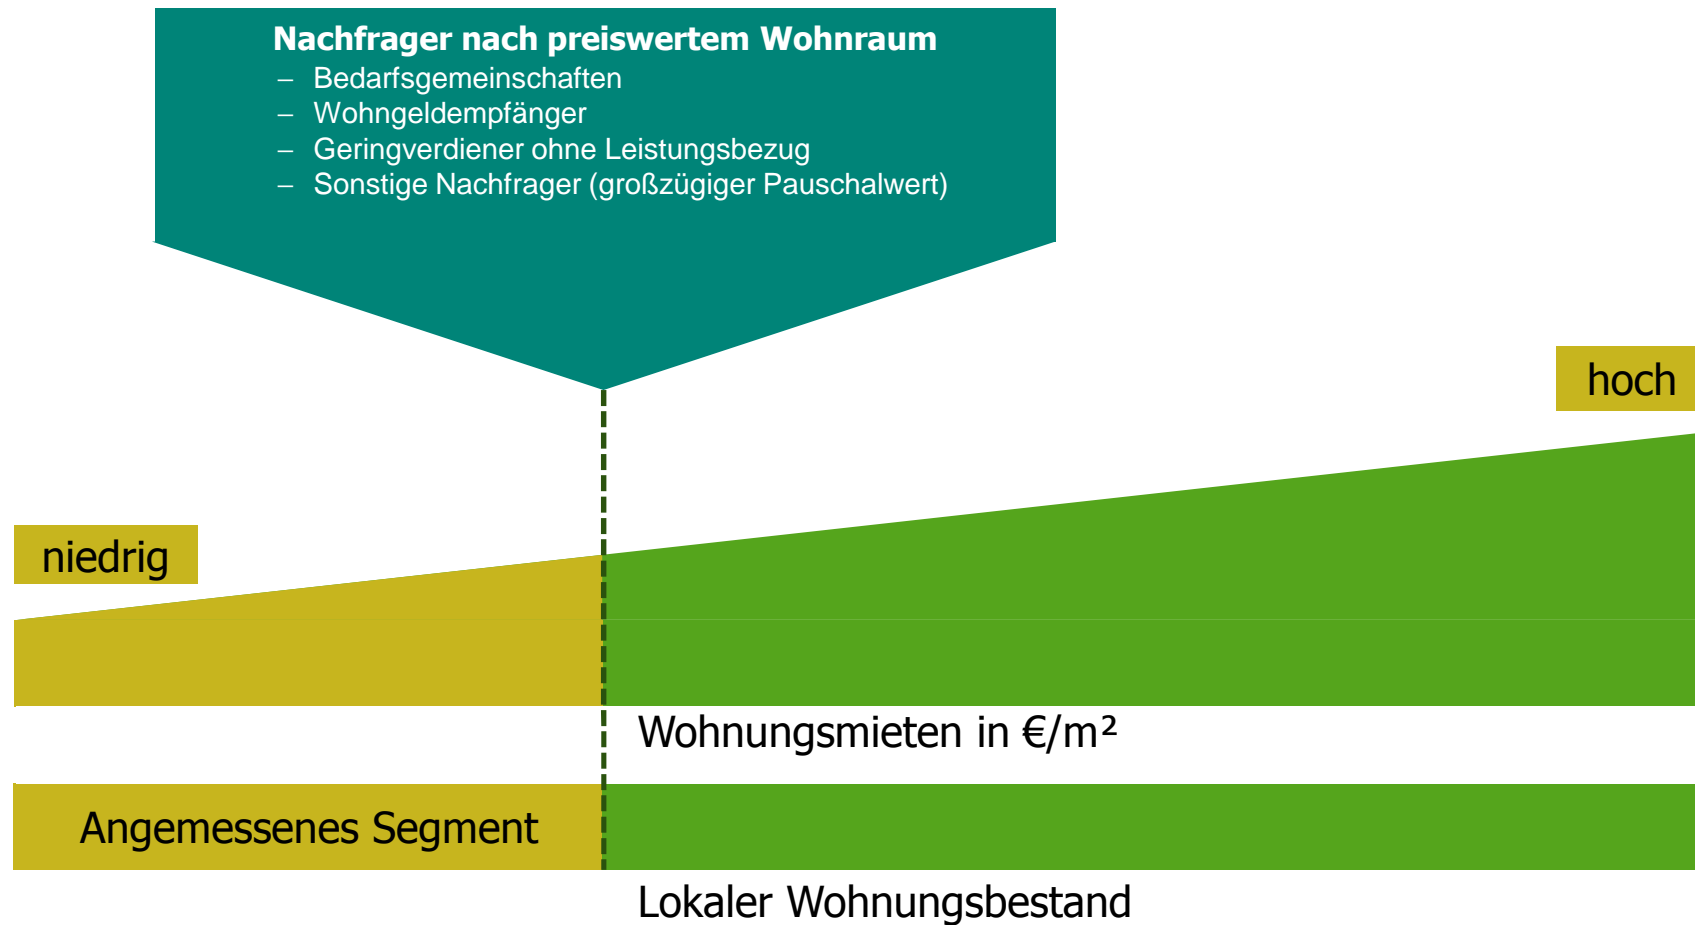 Nachfrager nach preiswertem Wohnraum
– Bedarfsgemeinschaften
– Wohngeldempfänger
– Geringverdiener ohne Leistungsbezug
– Sonstige Nachfrager (großzügiger Pauschalwert)
hoch
niedrig
Wohnungsmieten in €/m²
Angemessenes Segment
Lokaler Wohnungsbestand